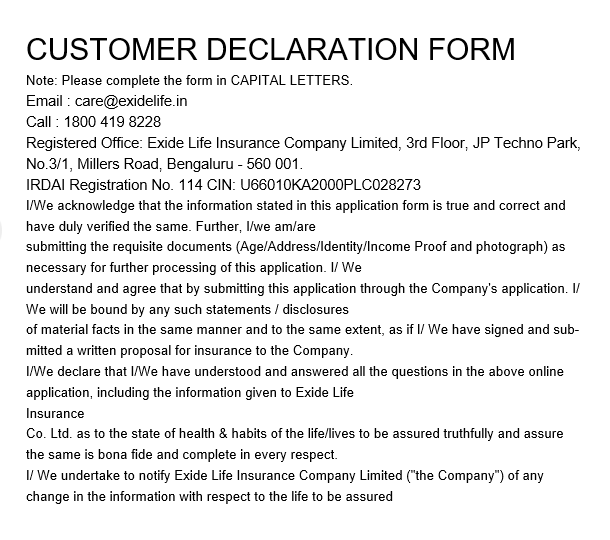 CUSTOMER DECLARATION FORM
Note: Please complete the form in CAPITAL LETTERS.
Email : care@exidelife.in
Call : 1800 419 8228
Registered Office: Exide Life Insurance Company Limited, 3rd Floor, JP Techno Park,
No.3/1, Millers Road, Bengaluru - 560 001.
IRDAI Registration No. 114 CIN: U66010KA2000PLC028273
I/We acknowledge that the information stated in this application form is true and correct and
have duly verified the same. Further, I/we am/are
submitting the requisite documents (Age/Address/Identity/Income Proof and photograph) as
necessary for further processing of this application. I/ We
understand and agree that by submitting this application through the Company's application. I/
We will be bound by any such statements / disclosures
of material facts in the same manner and to the same extent, as if I/ We have signed and sub-
mitted a written proposal for insurance to the Company.
I/We declare that I/We have understood and answered all the questions in the above online
application, including the information given to Exide Life
Insurance
Co. Ltd. as to the state of health & habits of the life/lives to be assured truthfully and assure
the same is bona fide and complete in every respect.
I/ We undertake to notify Exide Life Insurance Company Limited ("the Company") of any
change in the information with respect to the life to be assured